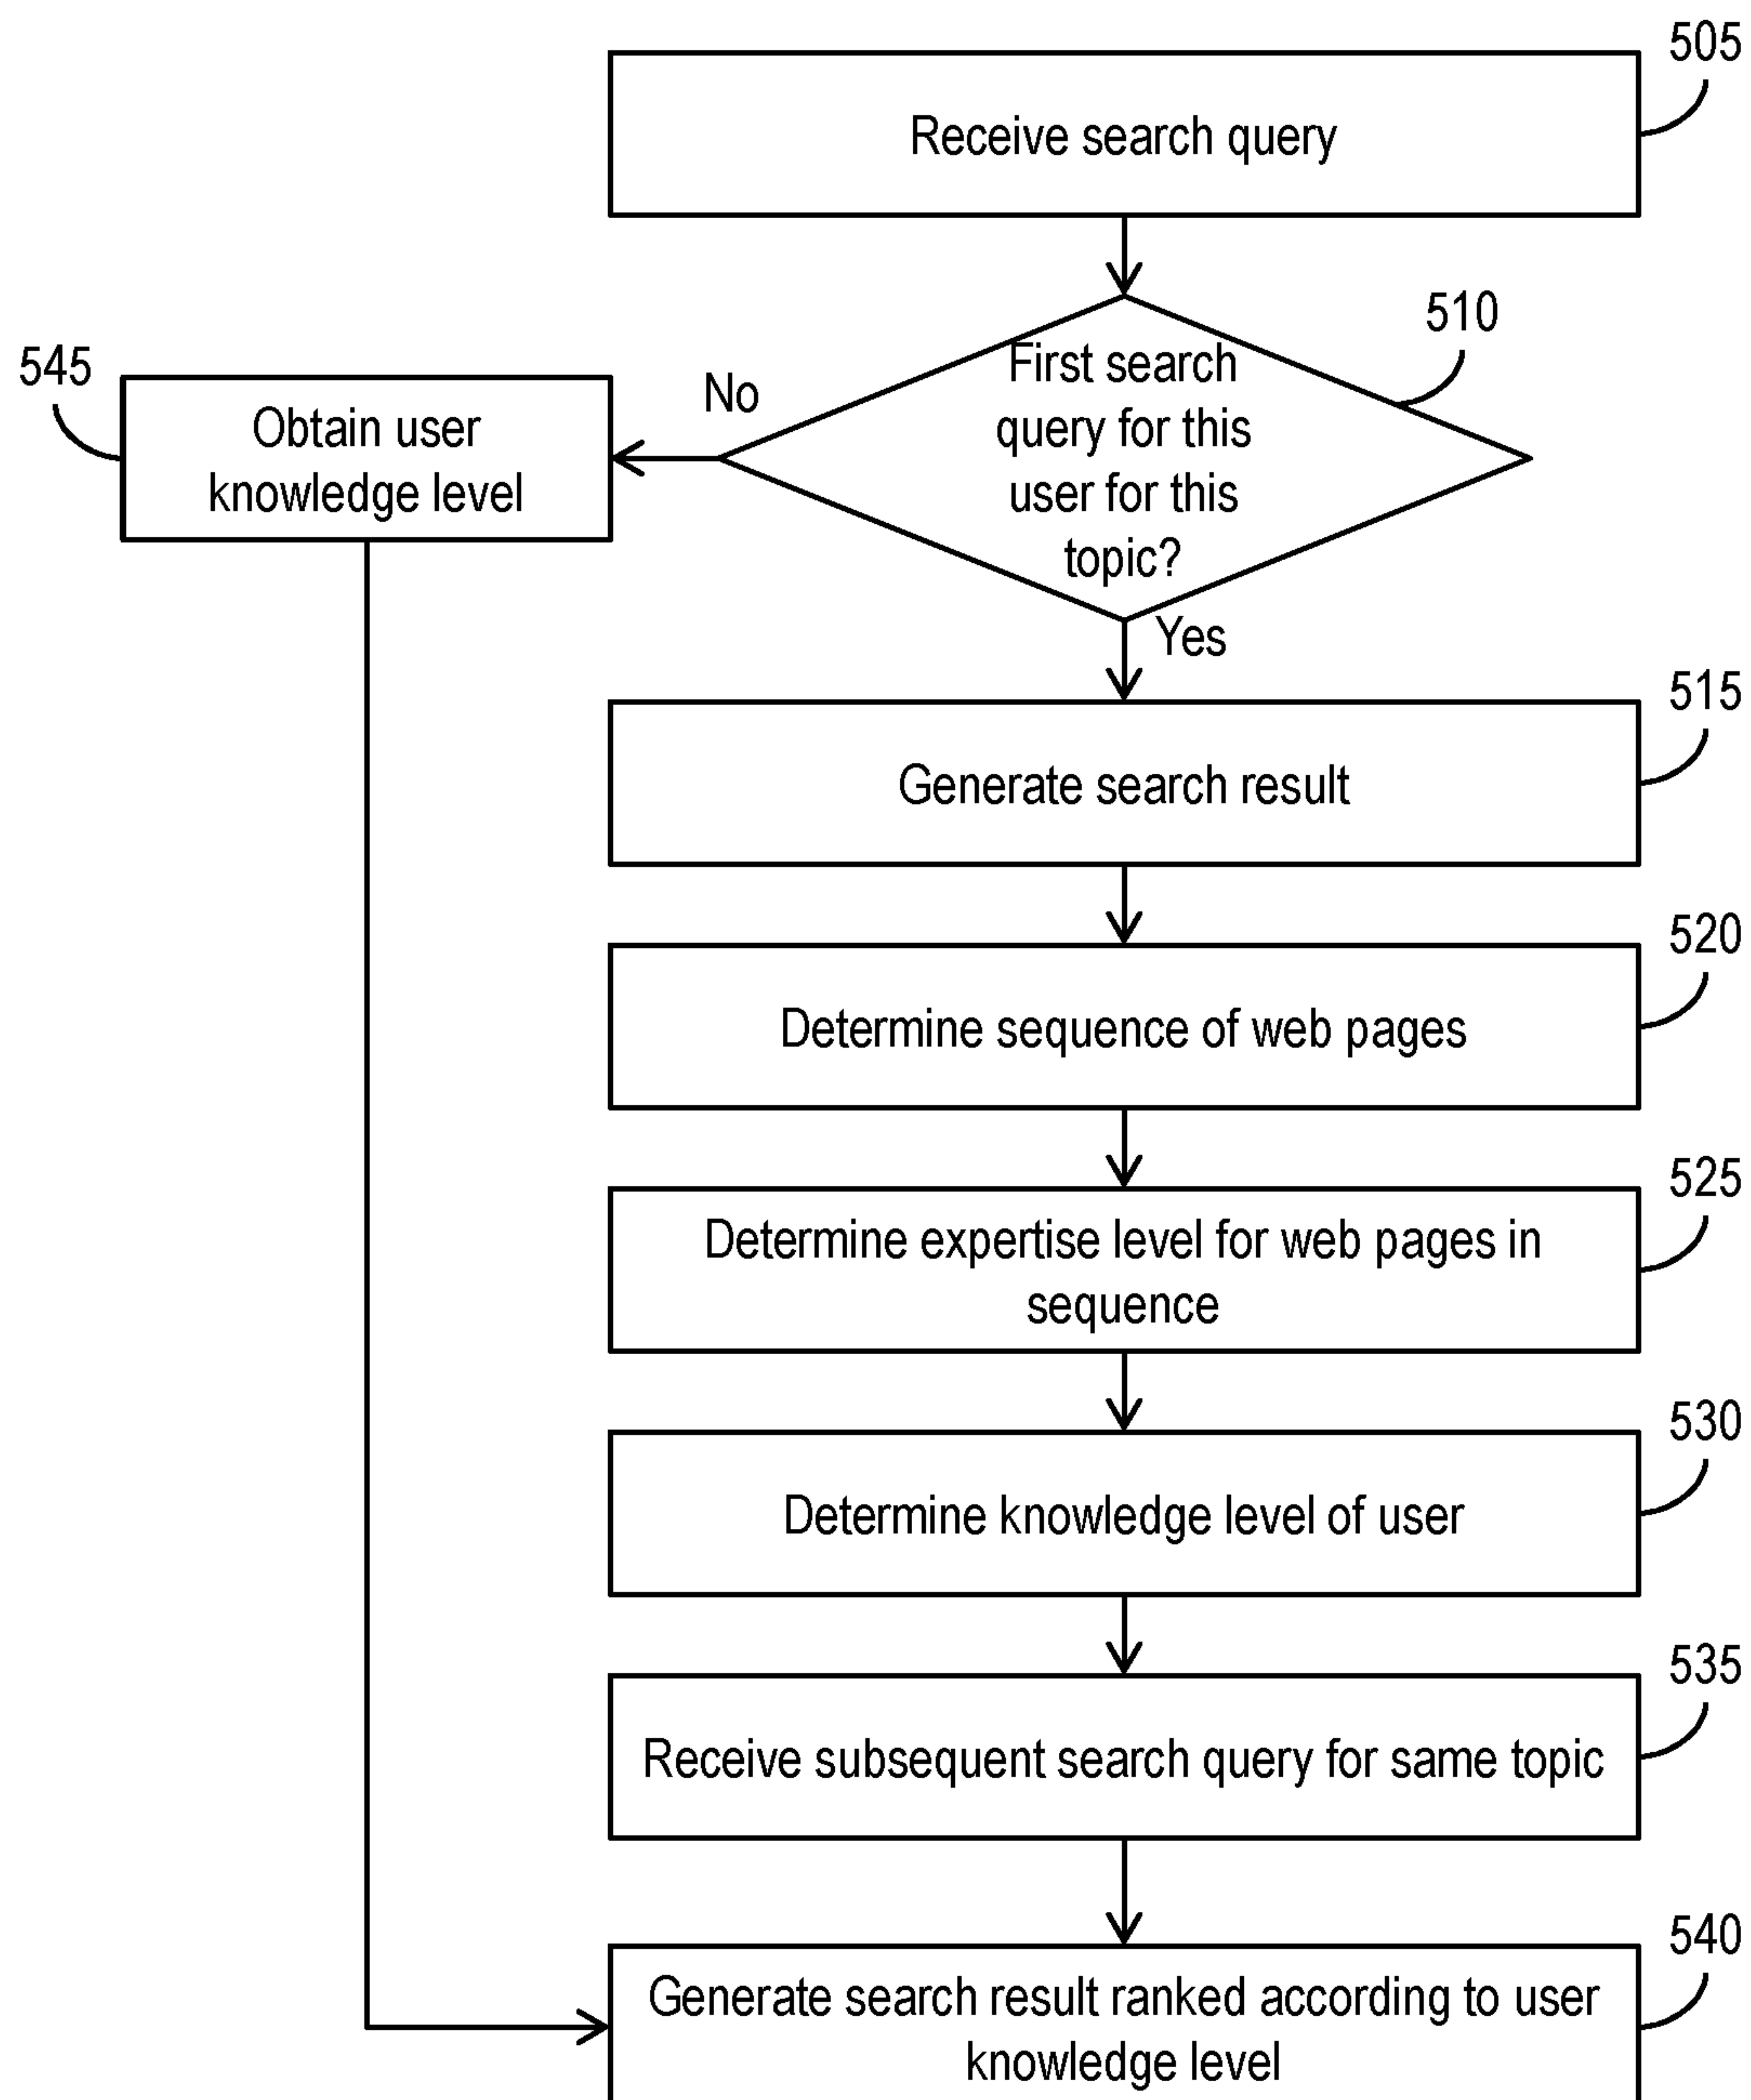 505
Receive search query
510
First search
query for this
user for this
topic?
No
545
Obtain user
knowledge level
Yes
515
Generate search result
520
Determine sequence of web pages
525
Determine expertise level for web pages in
sequence
530
Determine knowledge level of user
535
Receive subsequent search query for same topic
540
Generate search result ranked according to user
knowledge level